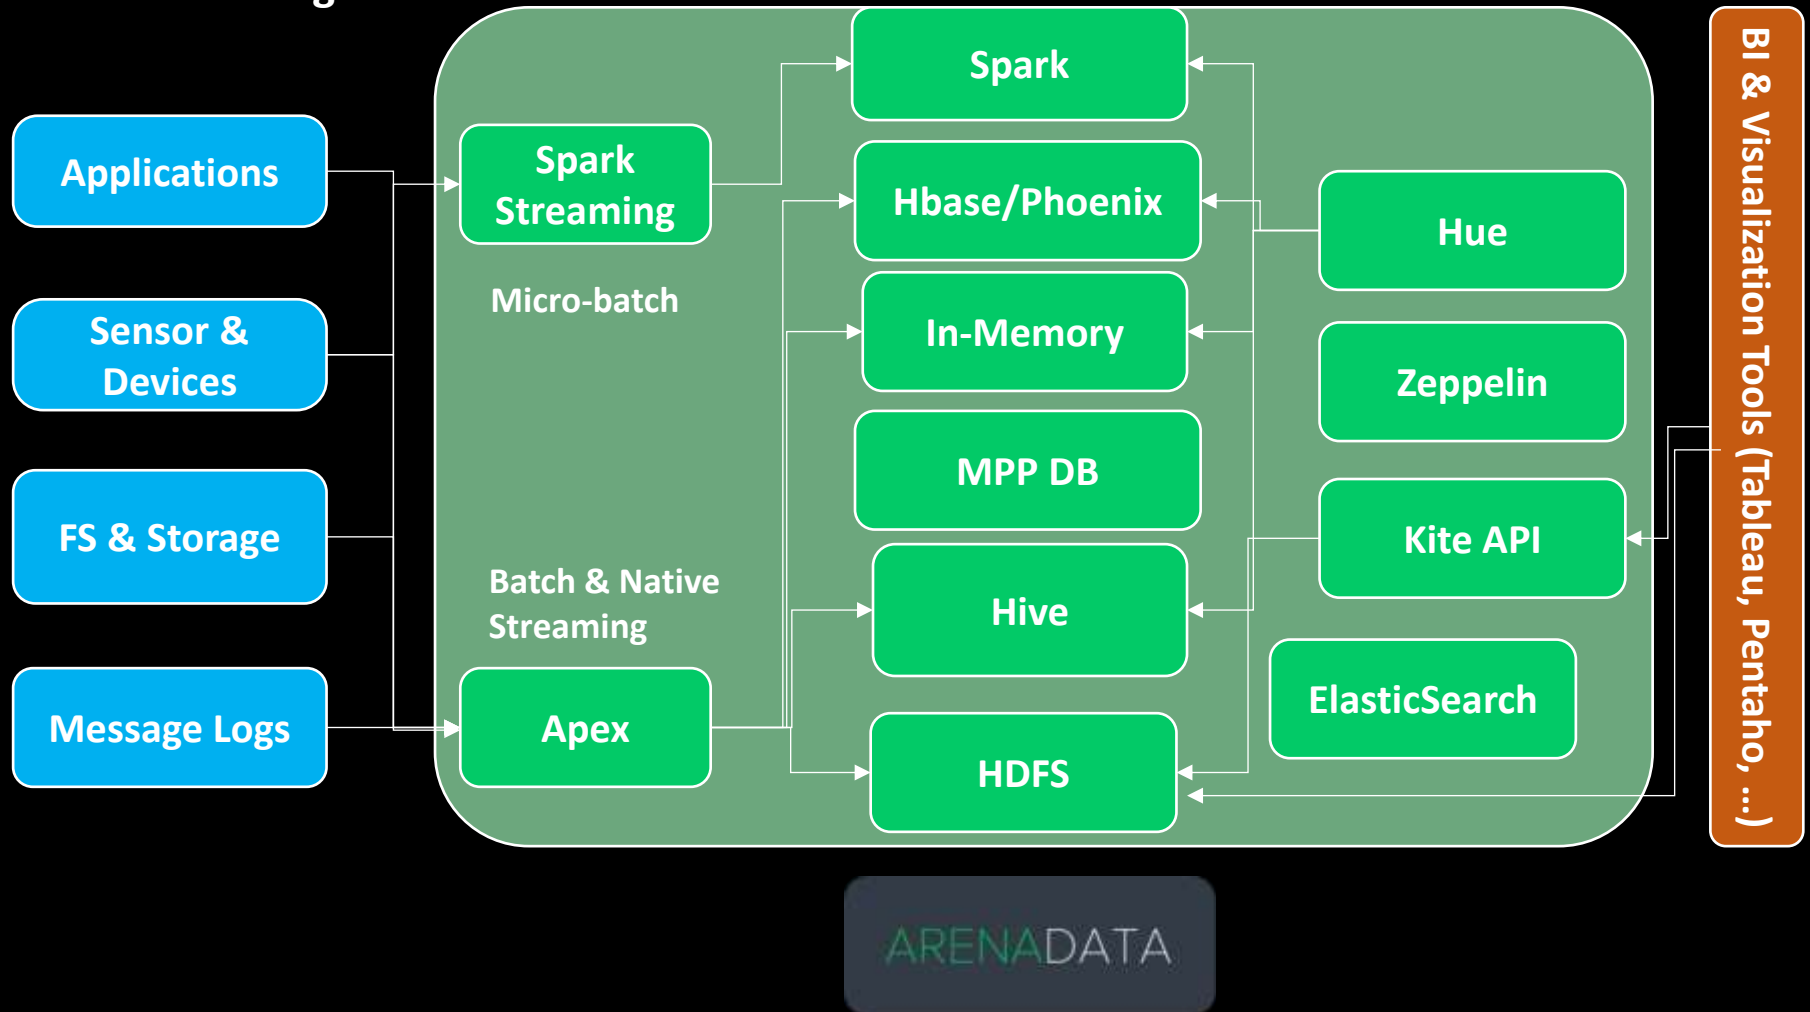 Applications
Sensor &
Devices
FS & Storage
Message Logs
Spark
Streaming
Micro-batch
Batch & Native
Streaming
Apex
Spark
Hbase/Phoenix
In-Memory
MPP DB
Hive
HDFS
Hue
Zeppelin
Kite API
ElasticSearch
BI & Visualization Tools (Tableau, Pentaho, ...)
ARENADATA